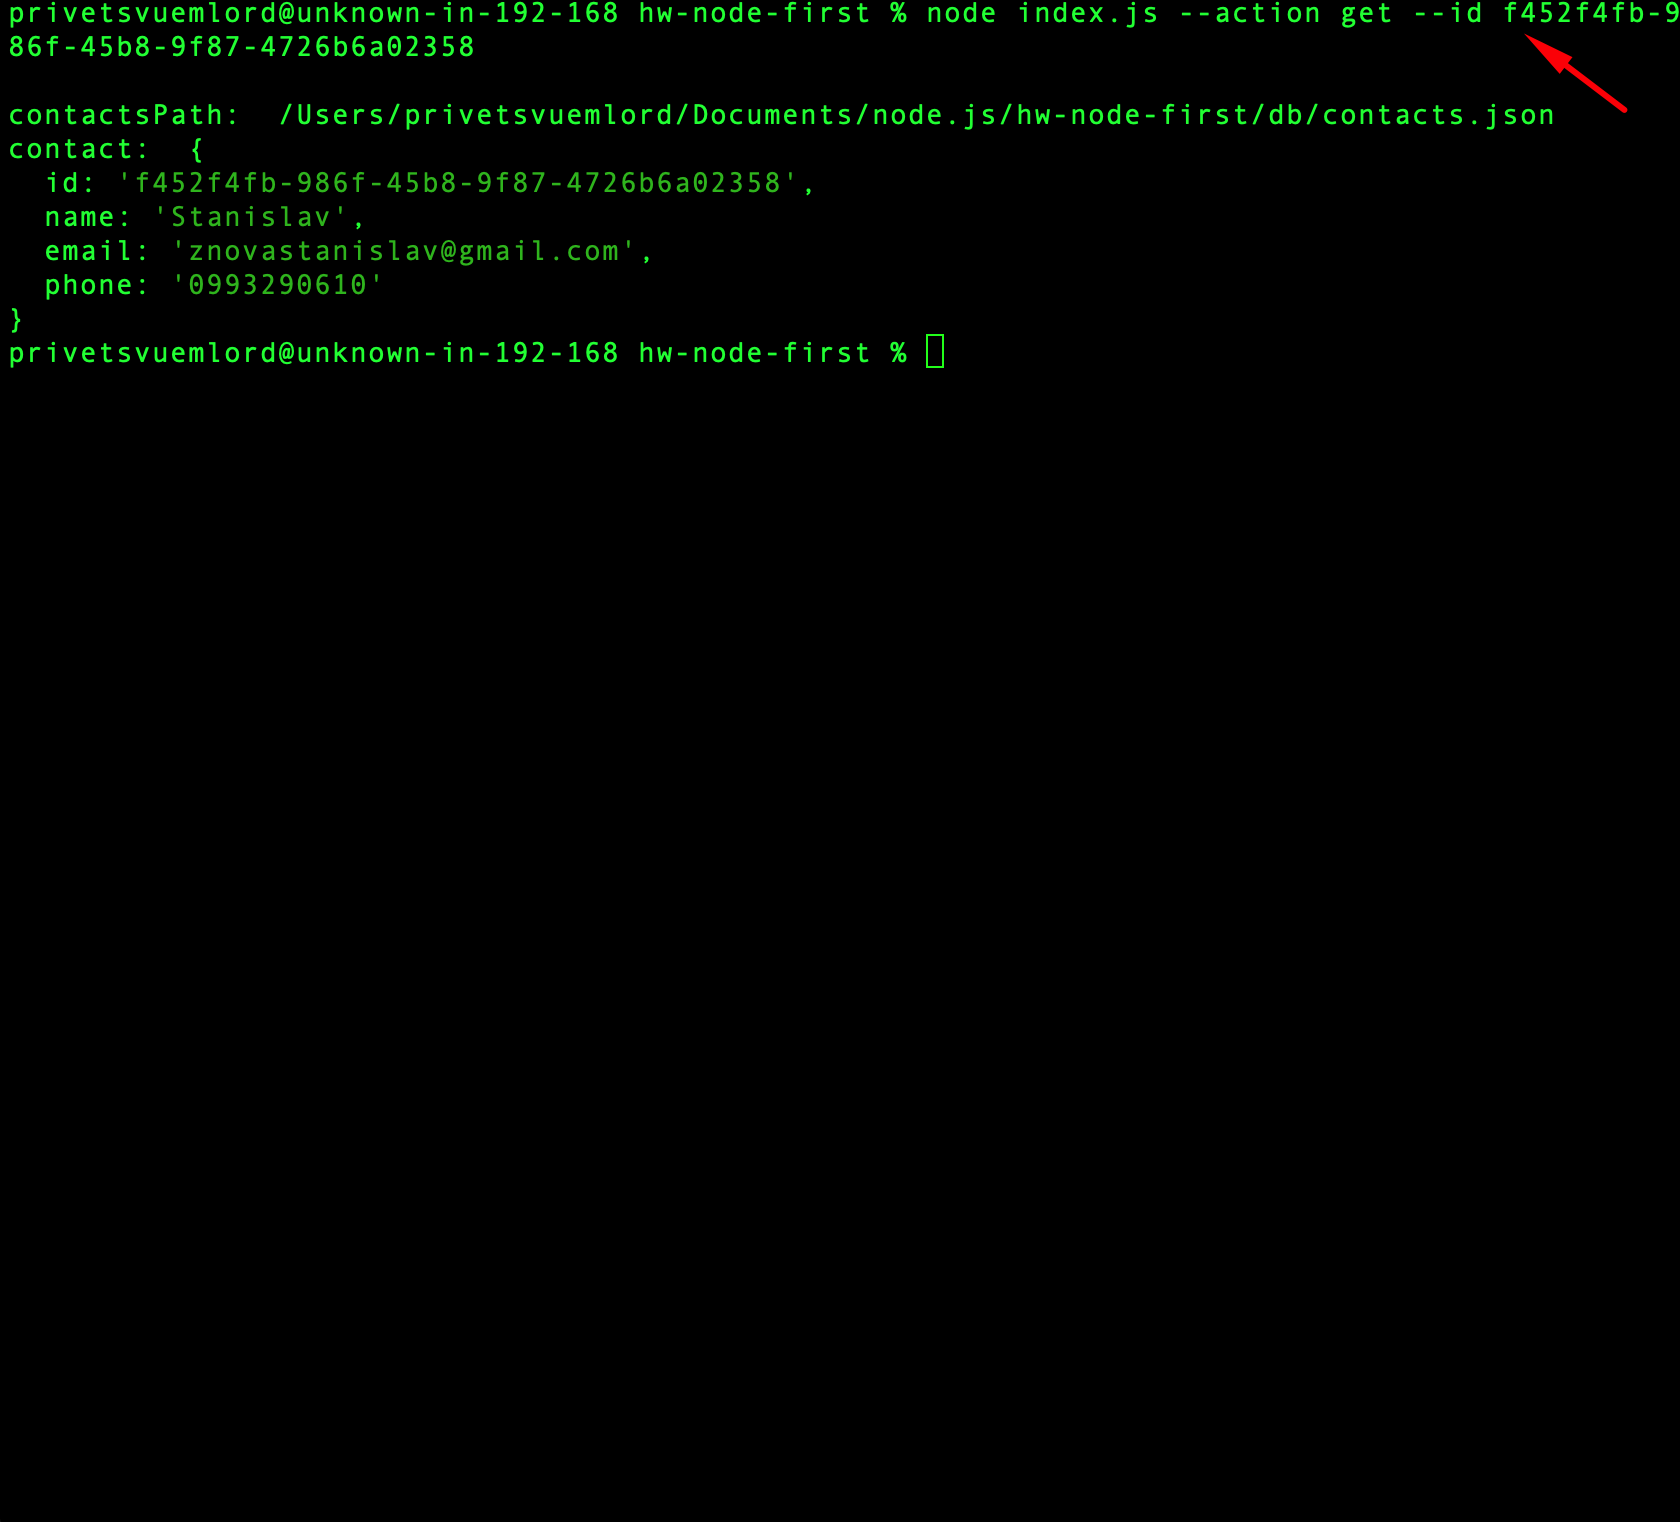 privetsvuemlord@unknown-in-192-168 hw-node-first % node index.js --action get --id f452f4fb-9
86f-45b8-9f87-4726b6a02358
contactsPath:  /Users/privetsvuemlord/Documents/node.js/hw-node-first/db/contacts.json
contact:  {
  id: 'f452f4fb-986f-45b8-9f87-4726b6a02358',
  name: 'Stanislav',
  email: 'znovastanislav@gmail.com',
  phone: '0993290610'
}
privetsvuemlord@unknown-in-192-168 hw-node-first %